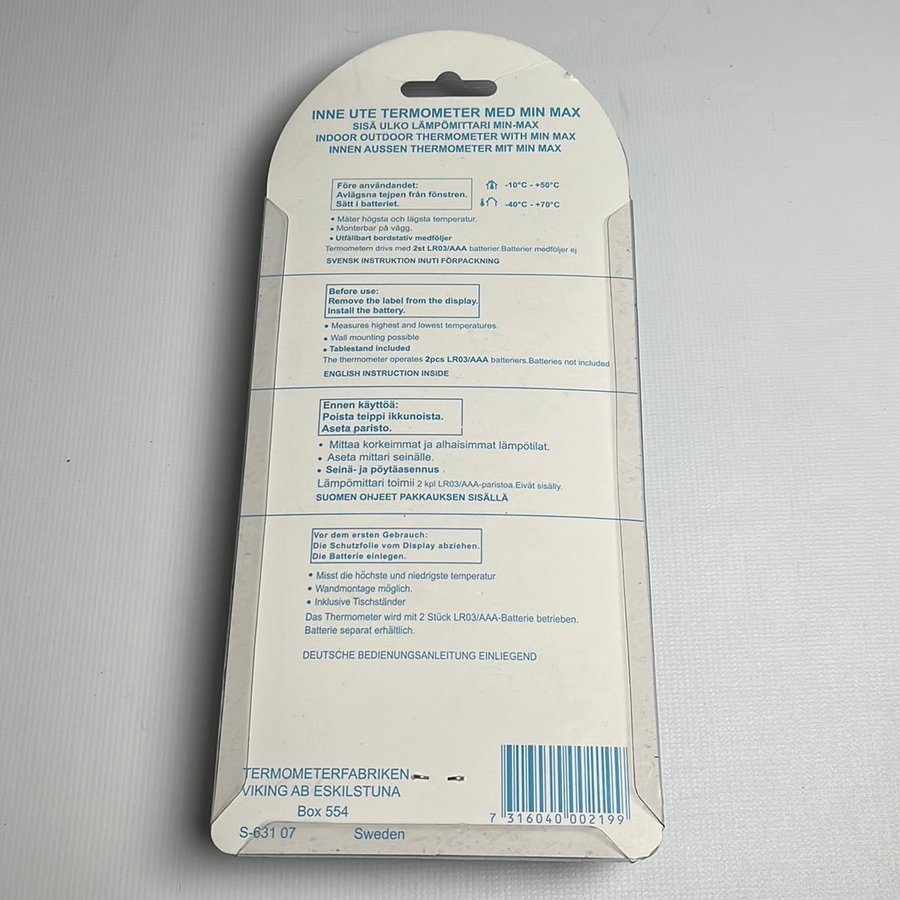 INNE UTE TERMOMETER MED MIN MAX
SISÄ ULKO LÄMPÖMITTARI MIN-MAX
INDOOR OUTDOOR THERMOMETER WITH MIN MAX
INNEN AUSSEN THERMOMETER MIT MIN MAX
Före användandet:
Avlägsna tejpen från fönstren.
Sätt i batteriet.
-10°C - +50°C
-40°C - +70°C
• Mäter högsta och lägsta temperatur.
• Monterbar på vägg.
• Utfällbart bordstativ medföljer
Termometern drivs med 2st LR03/AAA batterier.Batterier medföljer ej
SVENSK INSTRUKTION INUTI FÖRPACKNING
Before use:
Remove the label from the display.
Install the battery.
• Measures highest and lowest temperatures.
• Wall mounting possible
• Tablestand included
The thermometer operates 2pcs LR03/AAA batteriers.Batteries not included
ENGLISH INSTRUCTION INSIDE
Ennen käyttöä:
Poista teippi ikkunoista.
Aseta paristo.
• Mittaa korkeimmat ja alhaisimmat lämpötilat.
• Aseta mittari seinälle.
• Seinä- ja pöytäasennus .
Lämpömittari toimii 2 kpl LR03/AAA-paristoa.Eivät sisälly.
SUOMEN OHJEET PAKKAUKSEN SISÄLLÄ
Vor dem ersten Gebrauch:
Die Schutzfolie vom Display abziehen.
Die Batterie einlegen.
• Misst die höchste und niedrigste temperatur
• Wandmontage möglich.
• Inklusive Tischständer
Das Thermometer wird mit 2 Stück LR03/AAA-Batterie betrieben.
Batterie separat erhältlich.
DEUTSCHE BEDIENUNGSANLEITUNG EINLIEGEND
TERMOMETERFABRIKEN
VIKING AB ESKILSTUNA
Box 554
S-631 07 Sweden
7 316040 002199